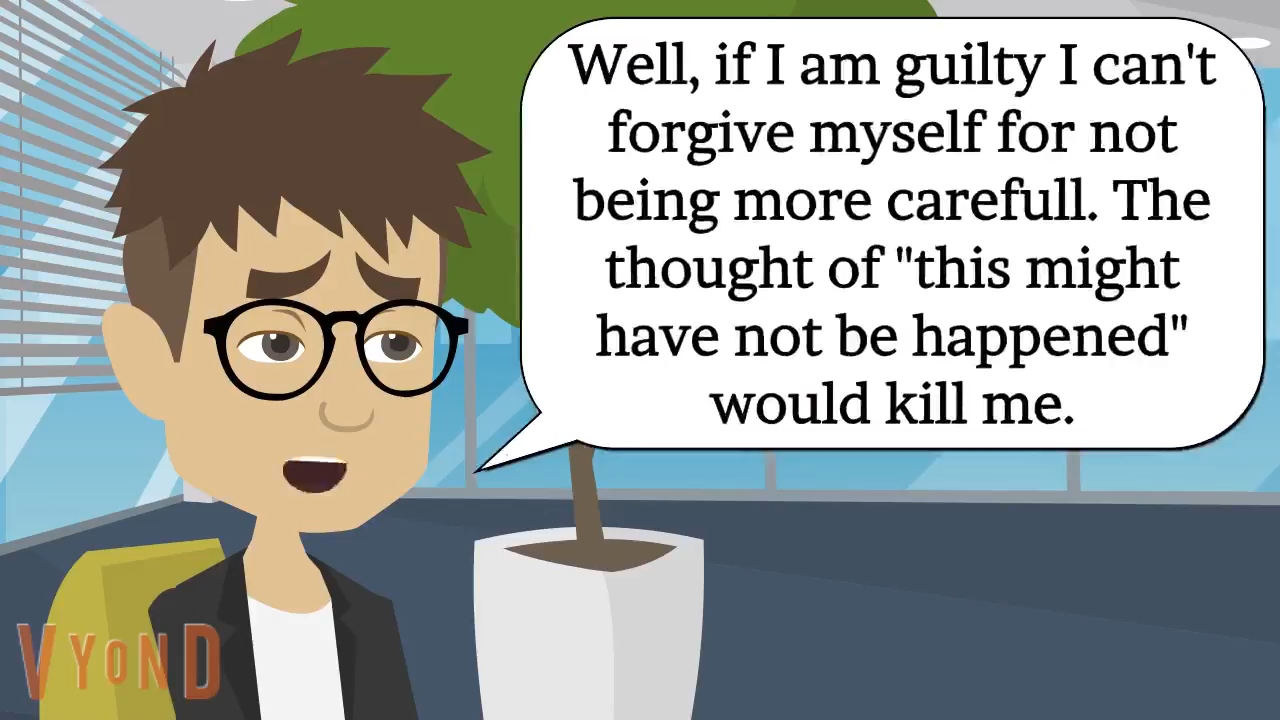 Well, if I am guilty I can't
forgive myself for not
being more carefull. The
thought of "this might
have not be happened"
would kill me.
VYOND